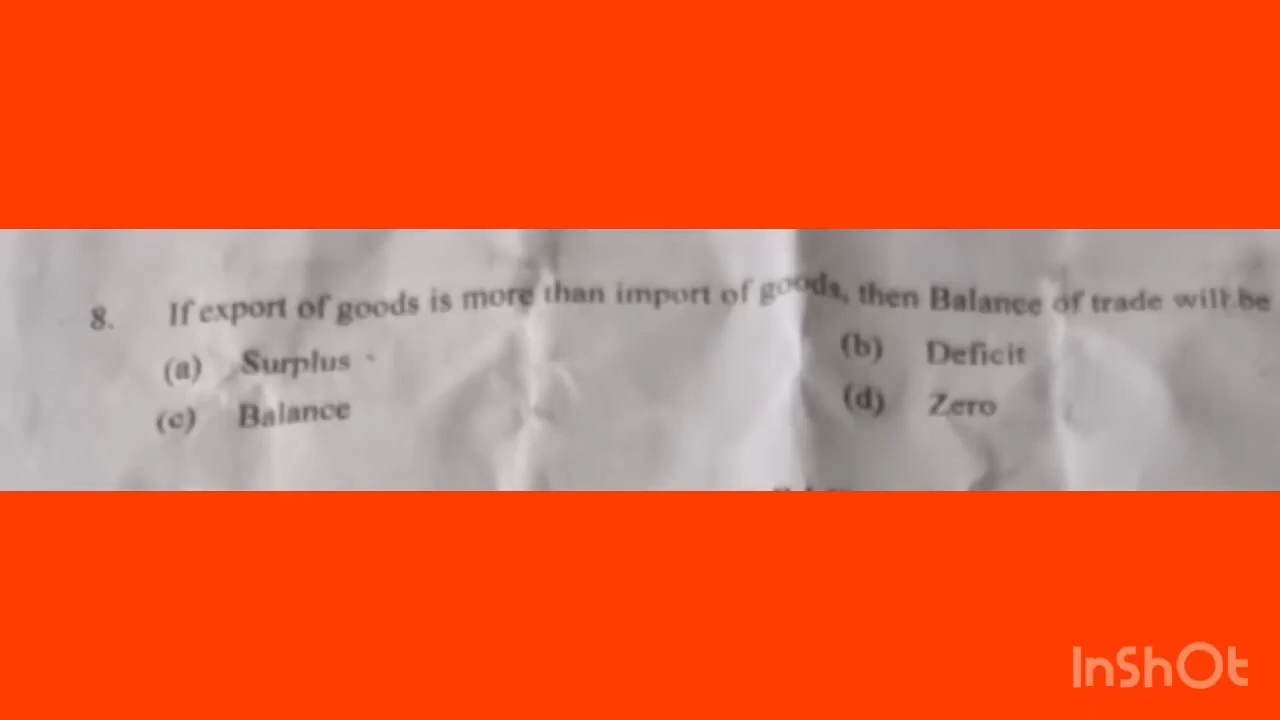 8. If export of goods is more than import of goods, then Balance of trade will be
(a) Surplus (b) Deficit
(c) Balance (d) Zero
InShOt